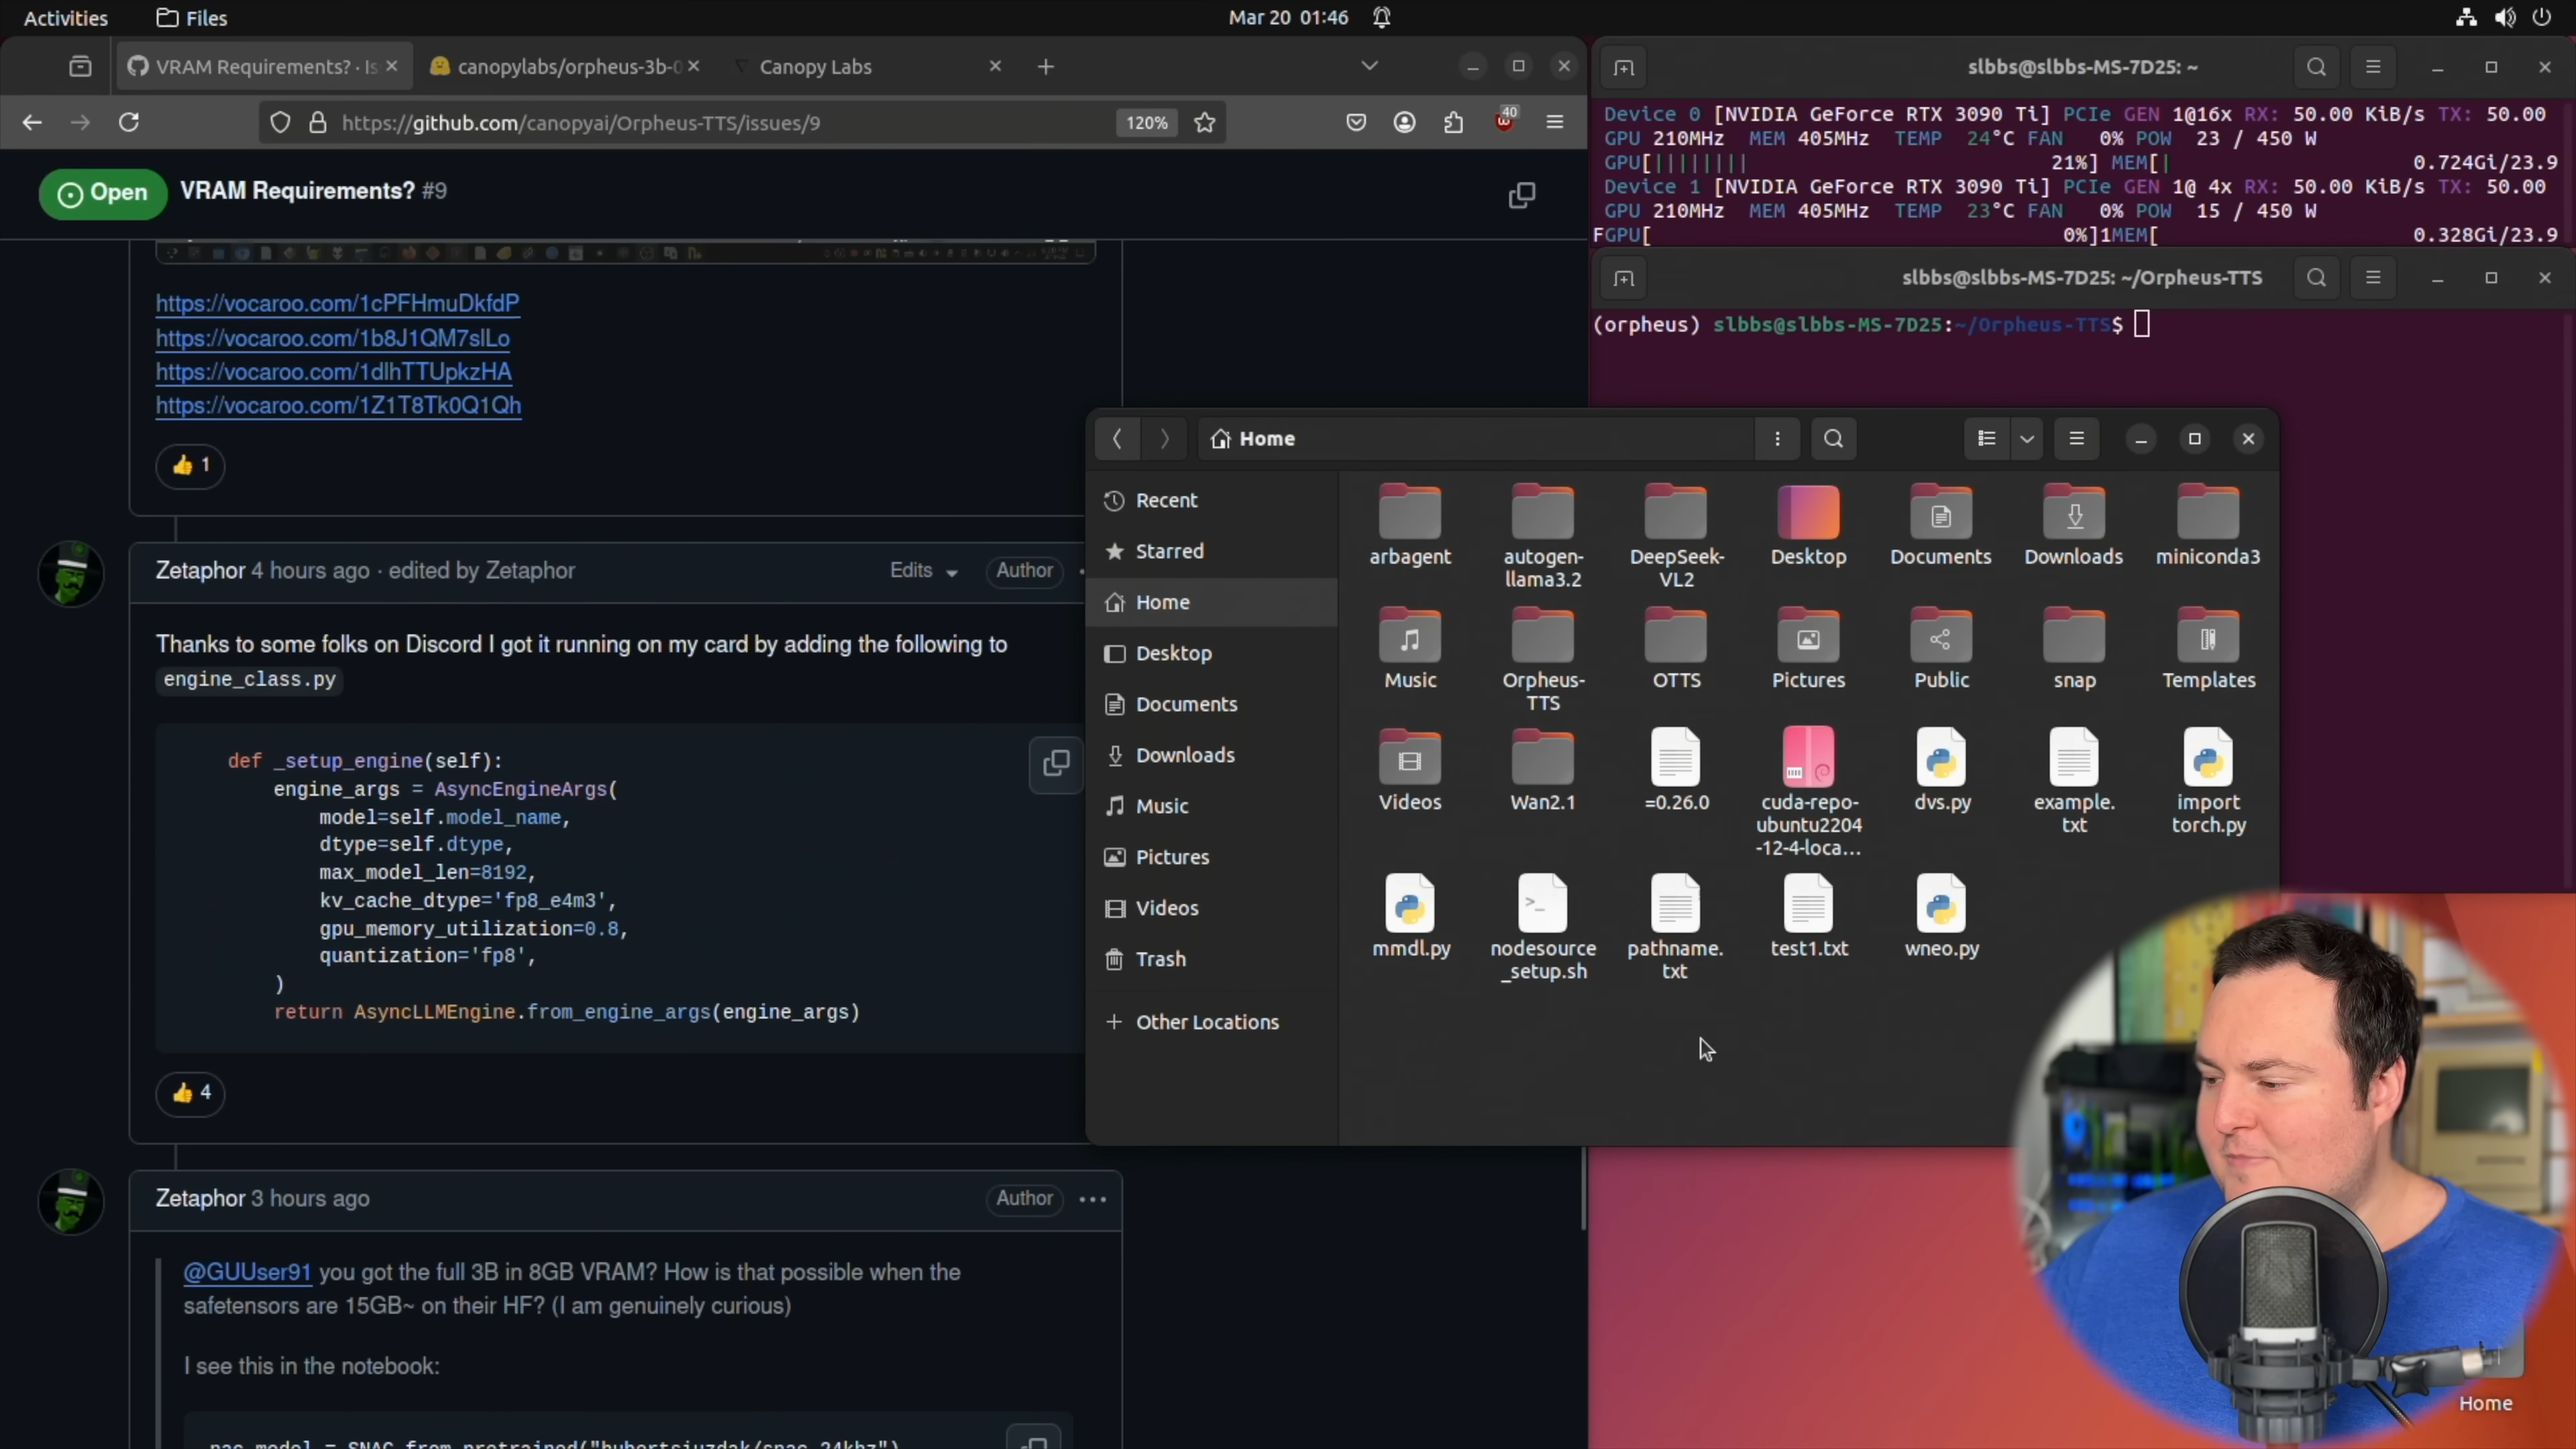 Activities
Files
Mar 20 01:46
VRAM Requirements? · Is
canopylabs/orpheus-3b-0
Canopy Labs
https://github.com/canopyai/Orpheus-TTS/issues/9
120%
40
Open
VRAM Requirements? #9
https://vocaroo.com/1cPFHmuDkfdP
https://vocaroo.com/1b8J1QM7slLo
https://vocaroo.com/1dlhTTUpkzHA
https://vocaroo.com/1Z1T8Tk0Q1Qh
1
Zetaphor 4 hours ago · edited by Zetaphor
Edits
Author
Thanks to some folks on Discord I got it running on my card by adding the following to
engine_class.py
def _setup_engine(self):
engine_args = AsyncEngineArgs(
model=self.model_name,
dtype=self.dtype,
max_model_len=8192,
kv_cache_dtype='fp8_e4m3',
gpu_memory_utilization=0.8,
quantization='fp8',
)
return AsyncLLMEngine.from_engine_args(engine_args)
4
Zetaphor 3 hours ago
Author
@GUUser91 you got the full 3B in 8GB VRAM? How is that possible when the
safetensors are 15GB~ on their HF? (I am genuinely curious)
I see this in the notebook:
slbbs@slbbs-MS-7D25: ~
Device 0 [NVIDIA GeForce RTX 3090 Ti] PCIe GEN 1@16x RX: 50.00 KiB/s TX: 50.00
GPU 210MHz MEM 405MHz TEMP 24°C FAN 0% POW 23 / 450 W
GPU[|||||||| 21%] MEM[| 0.724Gi/23.9
Device 1 [NVIDIA GeForce RTX 3090 Ti] PCIe GEN 1@ 4x RX: 50.00 KiB/s TX: 50.00
GPU 210MHz MEM 405MHz TEMP 23°C FAN 0% POW 15 / 450 W
FGPU[ 0%]1MEM[ 0.328Gi/23.9
slbbs@slbbs-MS-7D25: ~/Orpheus-TTS
(orpheus) slbbs@slbbs-MS-7D25:~/Orpheus-TTS$
Home
Recent
Starred
Home
Desktop
Documents
Downloads
Music
Pictures
Videos
Trash
Other Locations
arbagent
autogen-
llama3.2
DeepSeek-
VL2
Desktop
Documents
Downloads
miniconda3
Music
Orpheus-
TTS
OTTS
Pictures
Public
snap
Templates
Videos
Wan2.1
=0.26.0
cuda-repo-
ubuntu2204
-12-4-loca...
dvs.py
example.
txt
import
torch.py
mmdl.py
nodesource
_setup.sh
pathname.
txt
test1.txt
wneo.py
Home